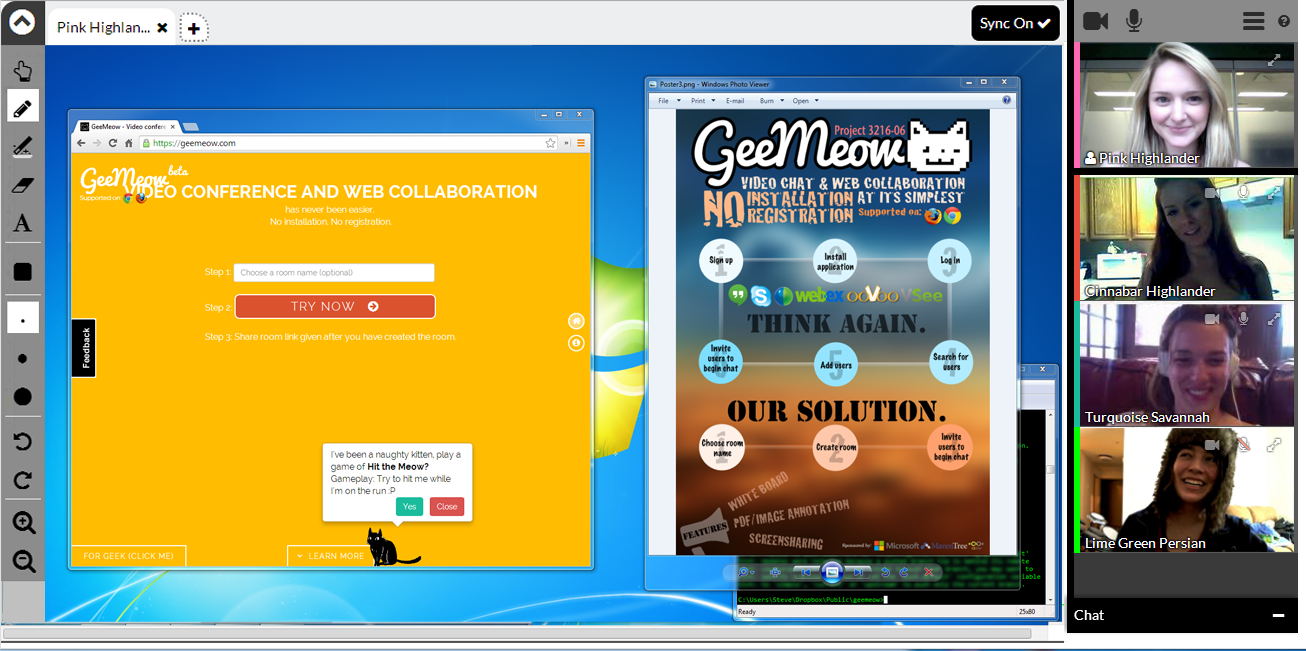 Pink Highlan...
Sync On
GeeMeow - Video confere
https://geemeow.com
GeeMeow beta
Supported on
VIDEO CONFERENCE AND WEB COLLABORATION
has never been easier.
No installation. No registration.
Step 1: Choose a room name (optional)
Step 2: TRY NOW
Step 3: Share room link given after you have created the room.
Feedback
I've been a naughty kitten, play a
game of Hit the Meow?
Gameplay: Try to hit me while
I'm on the run :P
Yes Close
FOR GEEK (CLICK ME)
LEARN MORE
A
Poster3.png - Windows Photo Viewer
File Print E-mail Burn Open
Project 3216-06
GeeMeow
VIDEO CHAT & WEB COLLABORATION
NO INSTALLATION AT IT'S SIMPLEST
REGISTRATION Supported on:
1 Sign up
2 Install application
3 Log in
webex ooVoo VSee
THINK AGAIN.
6 Invite users to begin chat
5 Add users
4 Search for users
OUR SOLUTION.
1 Choose room name
2 Create room
3 Invite users to begin chat
FEATURES
WHITE BOARD
PDF/IMAGE ANNOTATION
SCREENSHARING
Sponsored by: Microsoft MarvelTree
C:\Users\Steve\Dropbox\Public\geemeow>
Ready 25x80
Pink Highlander
Cinnabar Highlander
Turquoise Savannah
Lime Green Persian
Chat